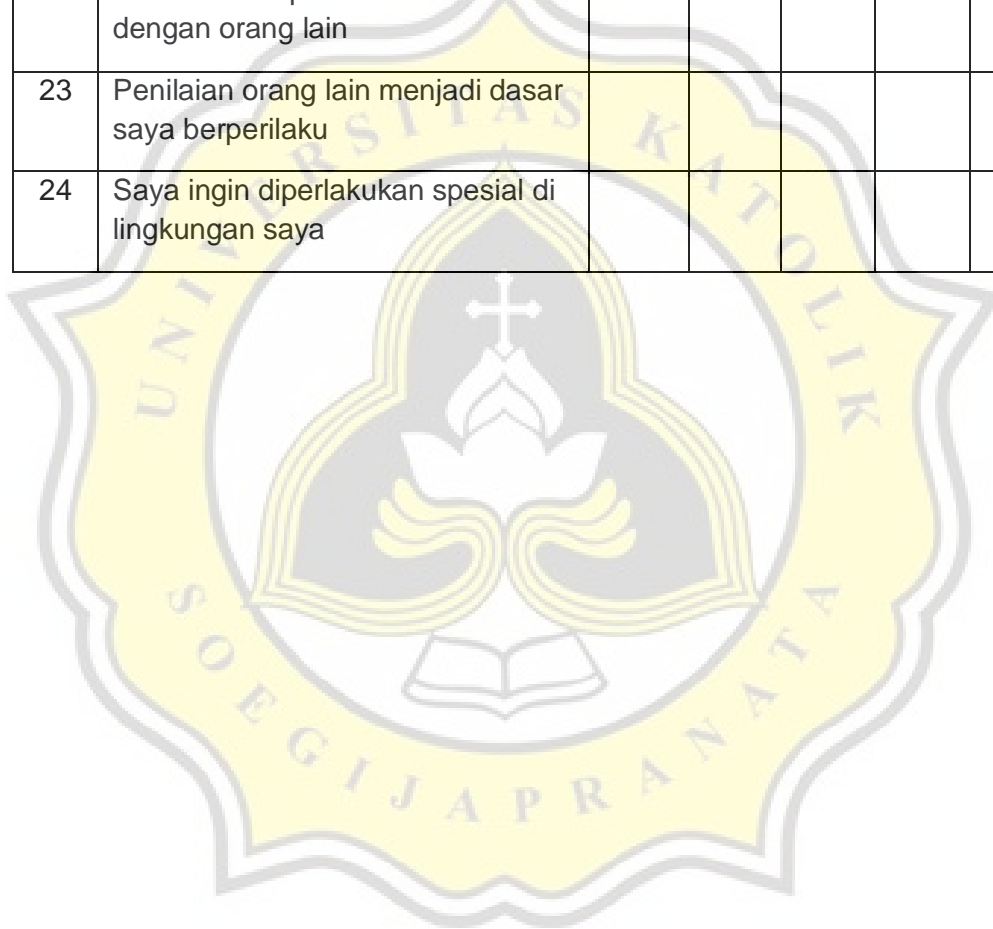 dengan orang lain
23 Penilaian orang lain menjadi dasar
saya berperilaku
24 Saya ingin diperlakukan spesial di
lingkungan saya
UNIVERSITAS KATOLIK
SOEGIJAPRANATA